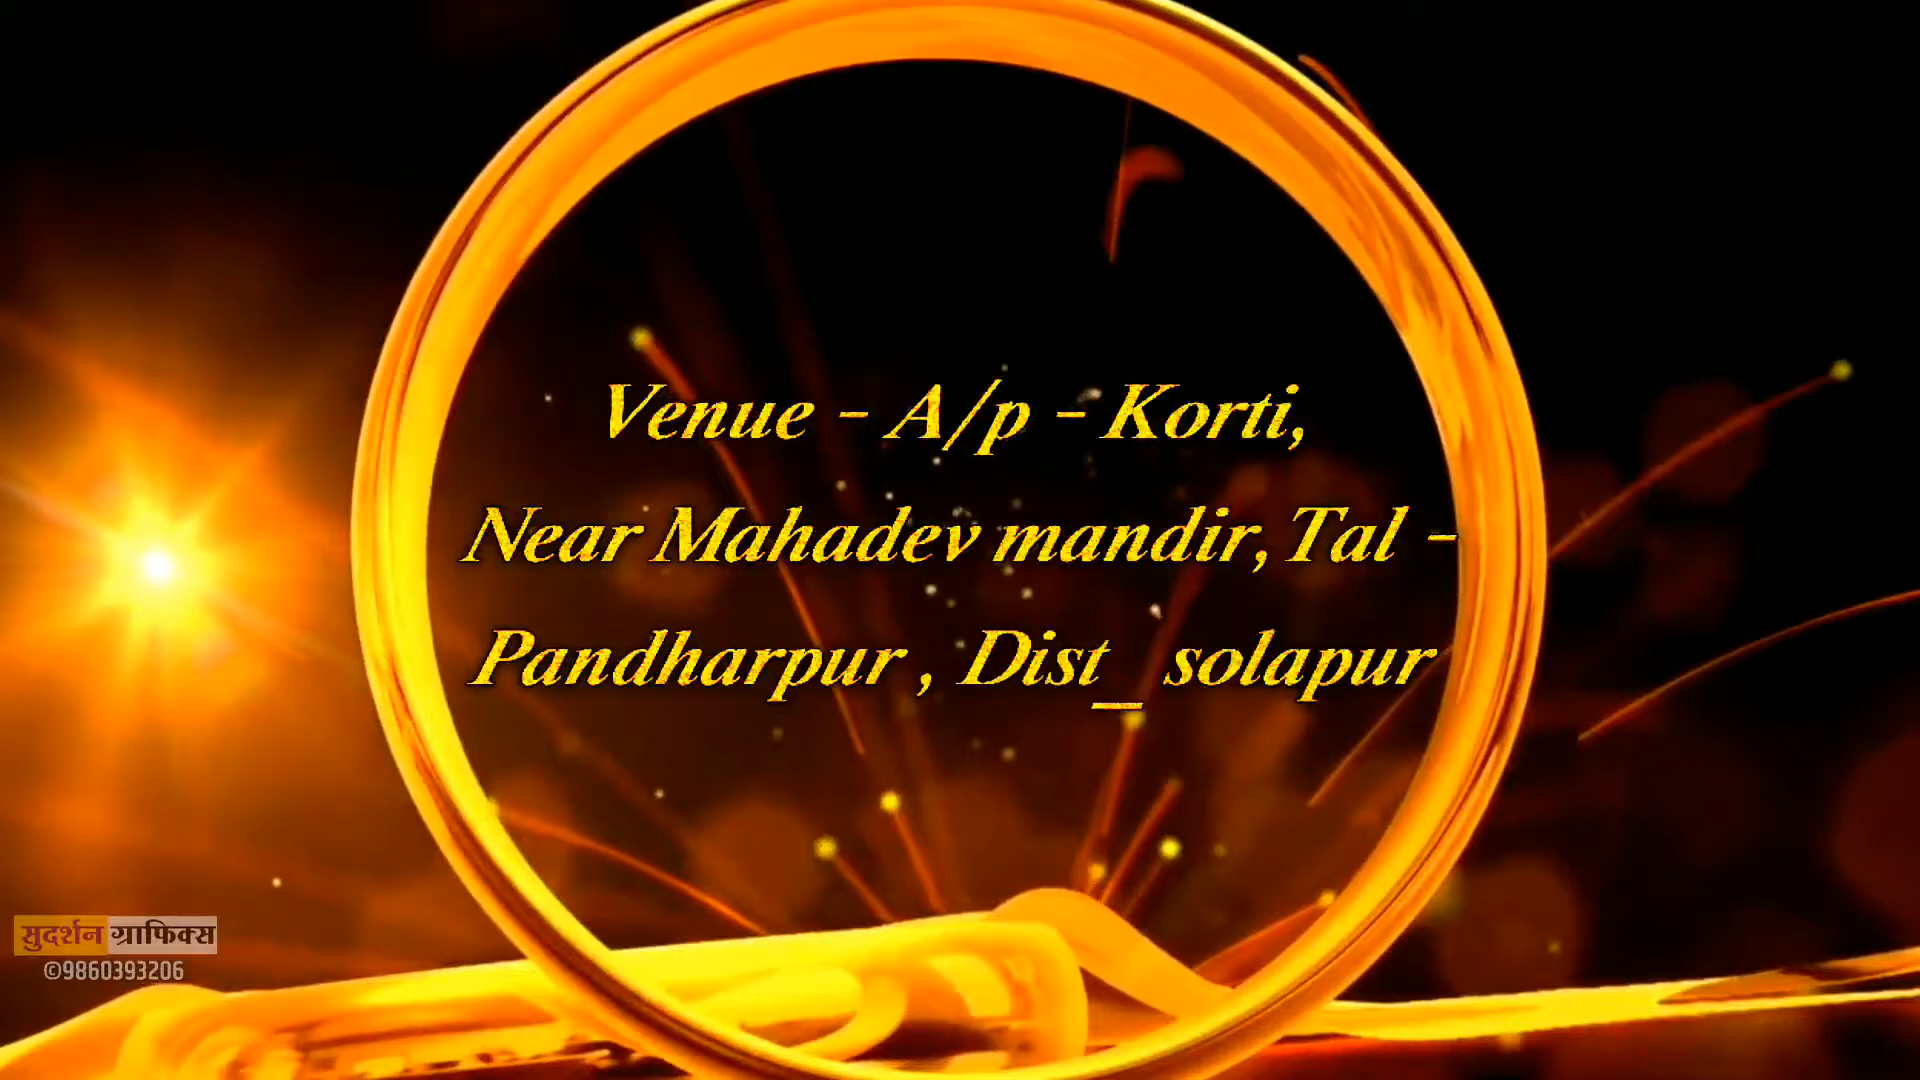 Venue - A/p - Korti,
Near Mahadev mandir, Tal -
Pandharpur , Dist_ solapur
सुदर्शन ग्राफिक्स
©9860393206